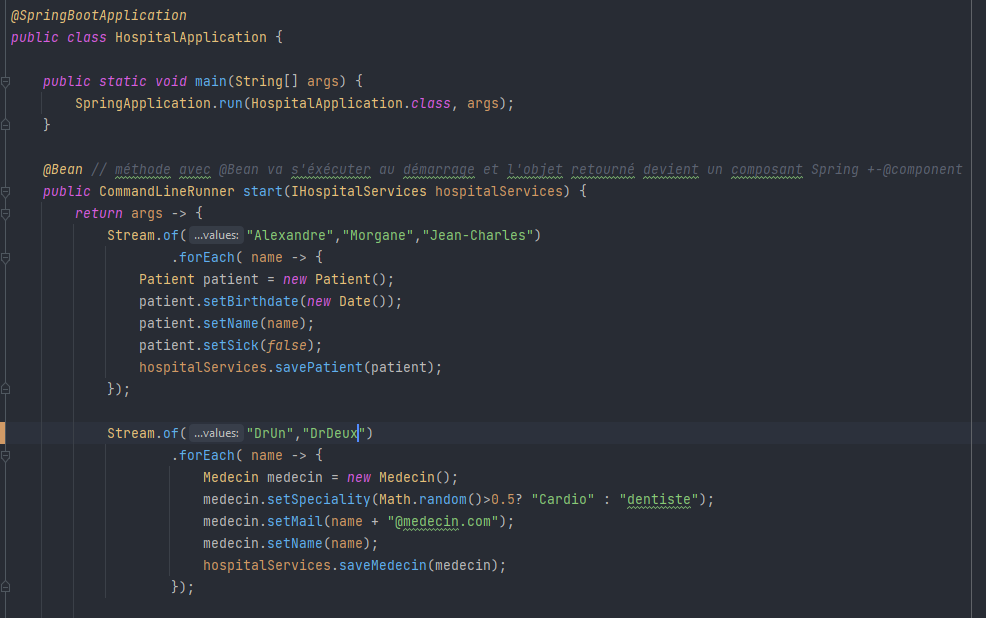 @SpringBootApplication
public class HospitalApplication {
public static void main(String[] args) {
SpringApplication.run(HospitalApplication.class, args);
}
@Bean // méthode avec @Bean va s'éxécuter au démarrage et l'objet retourné devient un composant Spring +-@component
public CommandLineRunner start(IHospitalServices hospitalServices) {
return args -> {
Stream.of( ...values: "Alexandre","Morgane","Jean-Charles")
.forEach( name -> {
Patient patient = new Patient();
patient.setBirthdate(new Date());
patient.setName(name);
patient.setSick(false);
hospitalServices.savePatient(patient);
});
Stream.of( ...values: "DrUn","DrDeux")
.forEach( name -> {
Medecin medecin = new Medecin();
medecin.setSpeciality(Math.random()>0.5? "Cardio" : "dentiste");
medecin.setMail(name + "@medecin.com");
medecin.setName(name);
hospitalServices.saveMedecin(medecin);
});